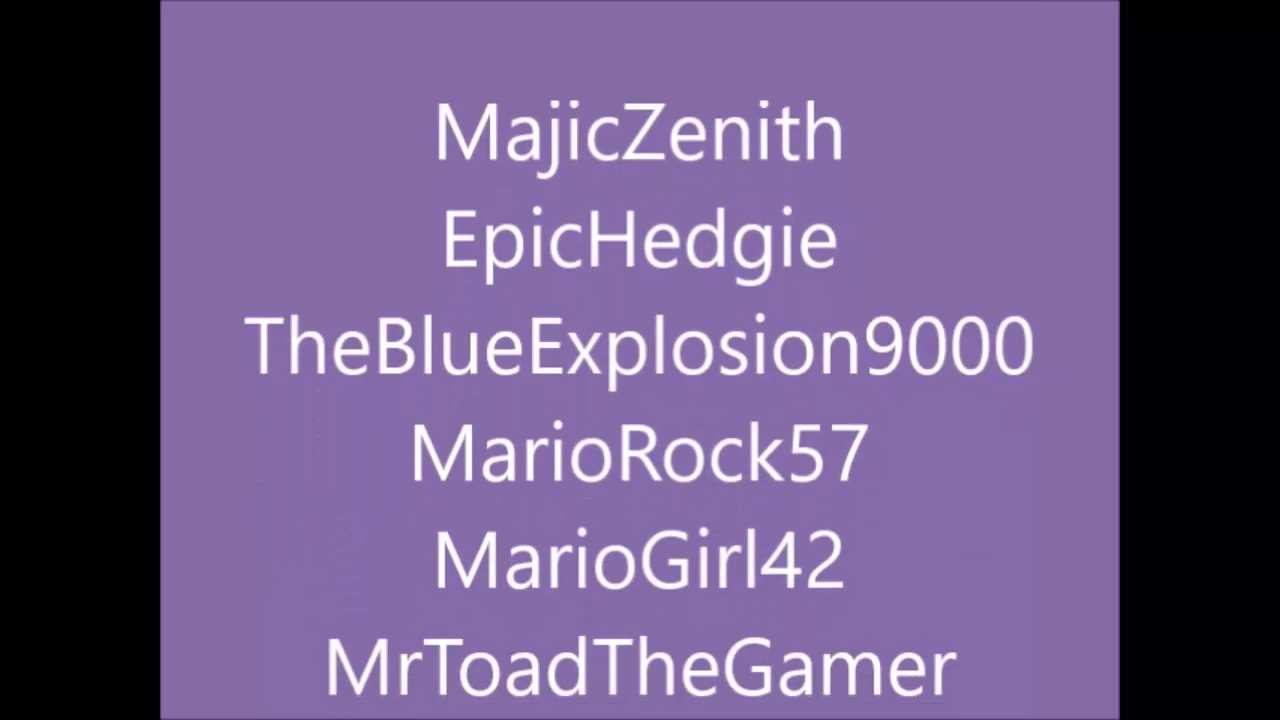 MajicZenith
EpicHedgie
TheBlueExplosion9000
MarioRock57
MarioGirl42
MrToadTheGamer